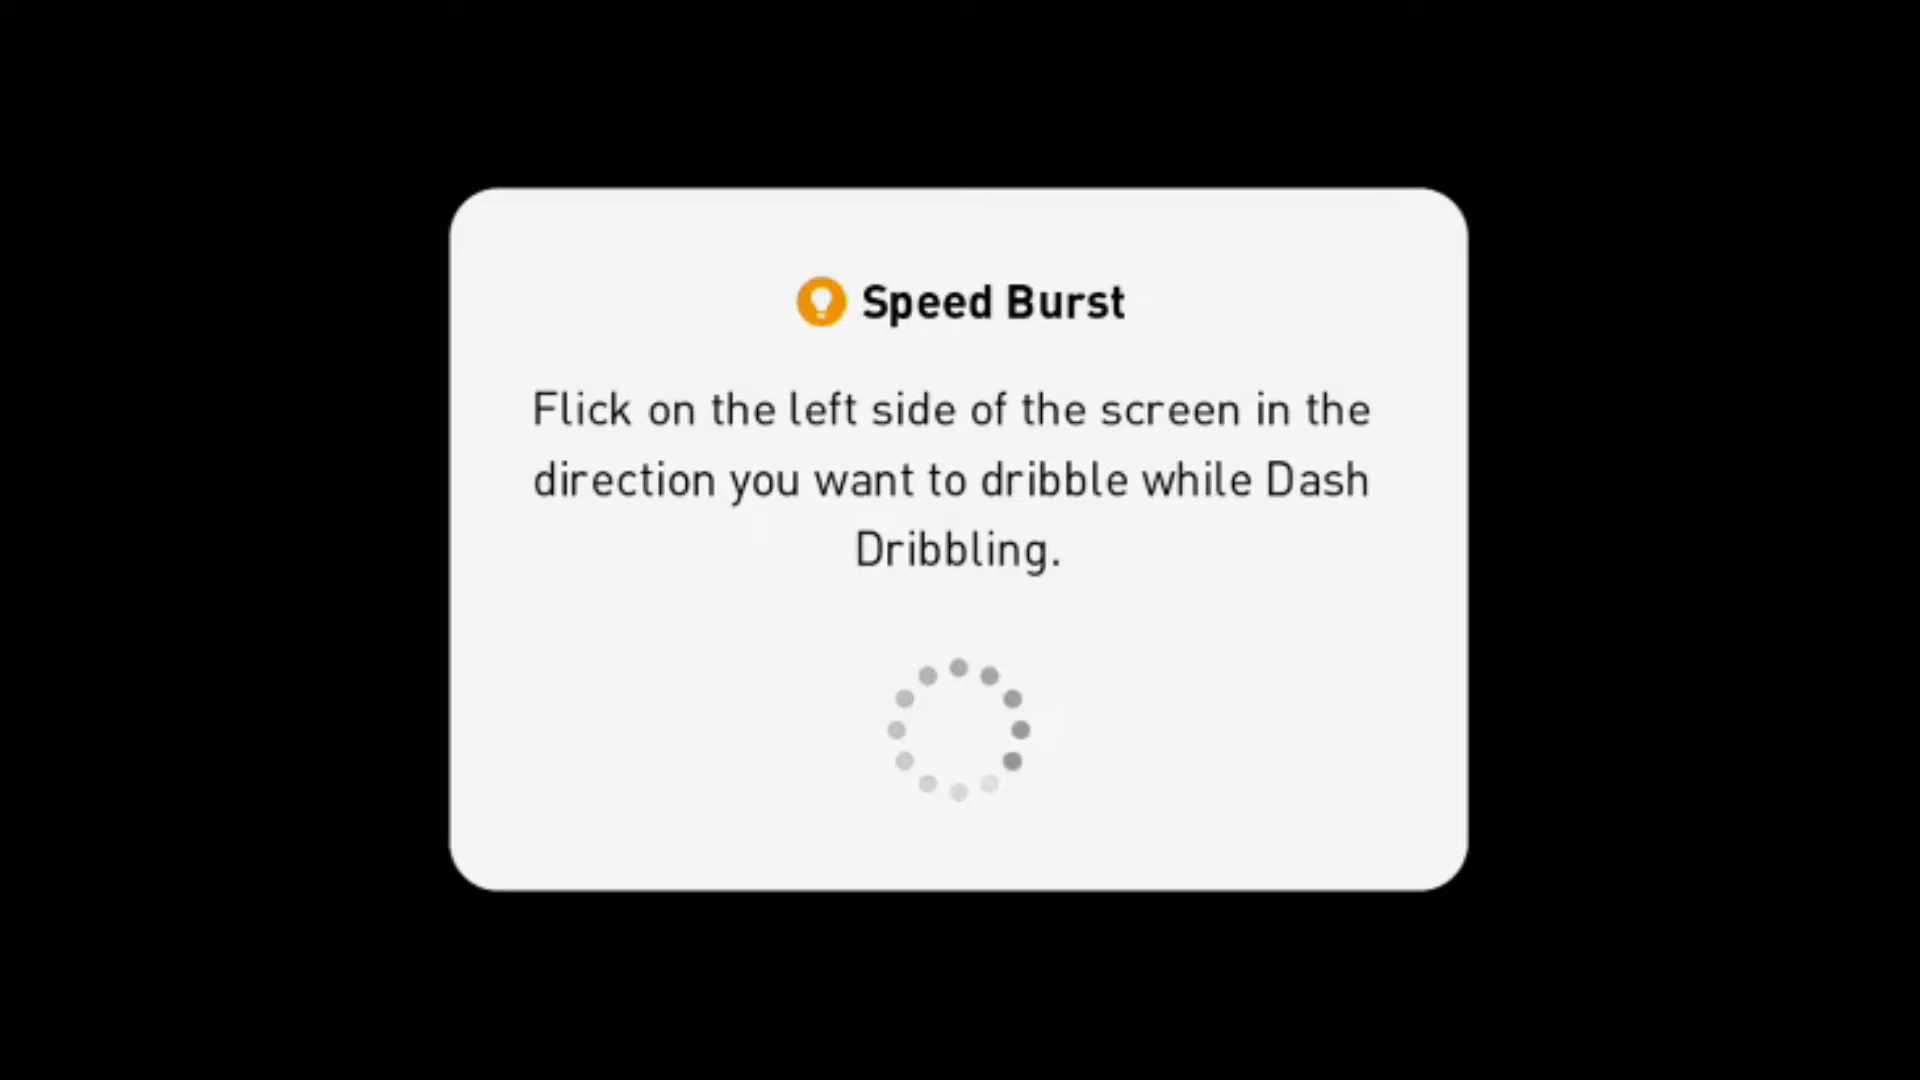 Speed Burst
Flick on the left side of the screen in the
direction you want to dribble while Dash
Dribbling.